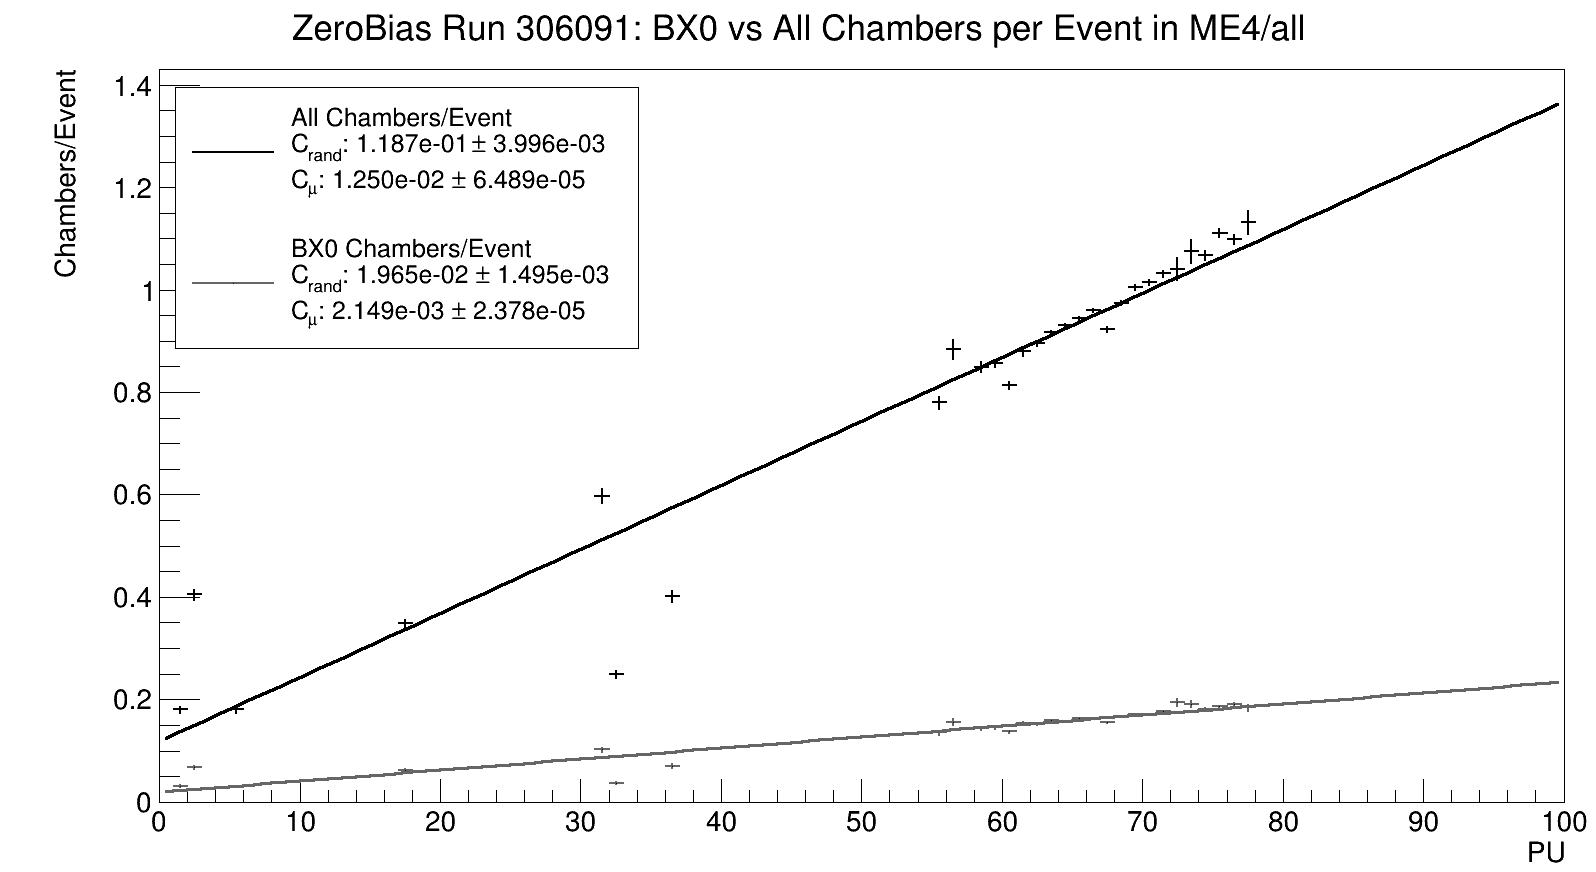 ZeroBias Run 306091: BX0 vs All Chambers per Event in ME4/all
Chambers/Event
1.4
1.2
1
0.8
0.6
0.4
0.2
0
All Chambers/Event
C_rand: 1.187e-01 ± 3.996e-03
C_μ: 1.250e-02 ± 6.489e-05
BX0 Chambers/Event
C_rand: 1.965e-02 ± 1.495e-03
C_μ: 2.149e-03 ± 2.378e-05
0 10 20 30 40 50 60 70 80 90 100
PU